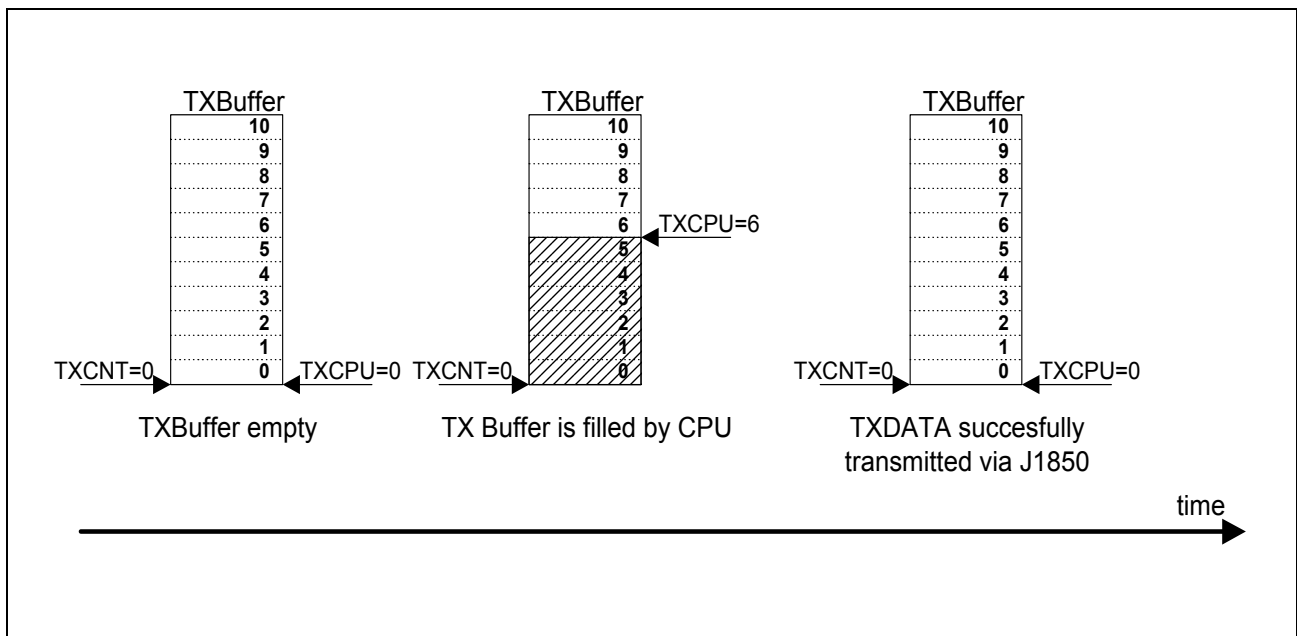 TXBuffer
10
9
8
7
6
5
4
3
2
1
0
TXCNT=0
TXCPU=0
TXBuffer empty
TXBuffer
10
9
8
7
6
5
4
3
2
1
0
TXCPU=6
TXCNT=0
TX Buffer is filled by CPU
TXBuffer
10
9
8
7
6
5
4
3
2
1
0
TXCNT=0
TXCPU=0
TXDATA succesfully
transmitted via J1850
time